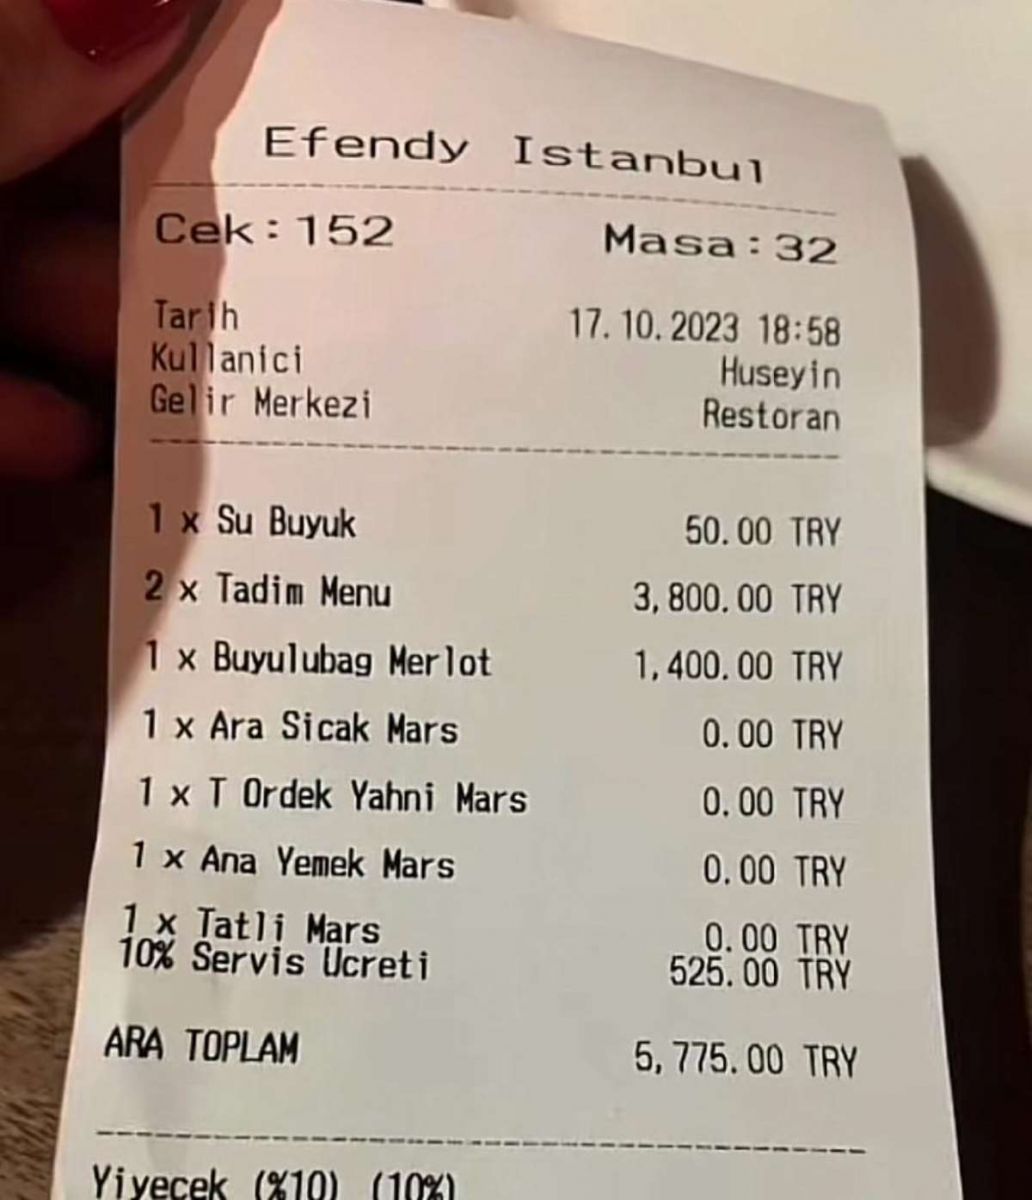 Efendy Istanbul
Cek:152 Masa:32
Tarih 17.10.2023 18:58
Kullanici Huseyin
Gelir Merkezi Restoran
1 x Su Buyuk 50.00 TRY
2 x Tadim Menu 3,800.00 TRY
1 x Buyulubag Merlot 1,400.00 TRY
1 x Ara Sicak Mars 0.00 TRY
1 x T Ordek Yahni Mars 0.00 TRY
1 x Ana Yemek Mars 0.00 TRY
1 x Tatli Mars 0.00 TRY
10% Servis Ucreti 525.00 TRY
ARA TOPLAM 5,775.00 TRY
Yiyecek (%10) (10%)